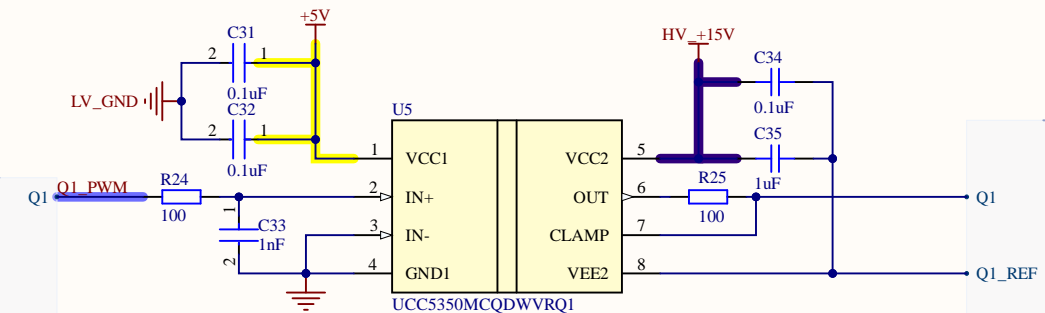 +5V
C31
2
1
0.1uF
LV_GND
C32
2
1
0.1uF
HV_+15V
C34
0.1uF
C35
1uF
U5
1
VCC1
VCC2
5
Q1
Q1_PWM
R24
100
2
IN+
OUT
6
R25
100
Q1
1
C33
1nF
2
3
IN-
CLAMP
7
4
GND1
VEE2
8
Q1_REF
UCC5350MCQDWVRQ1